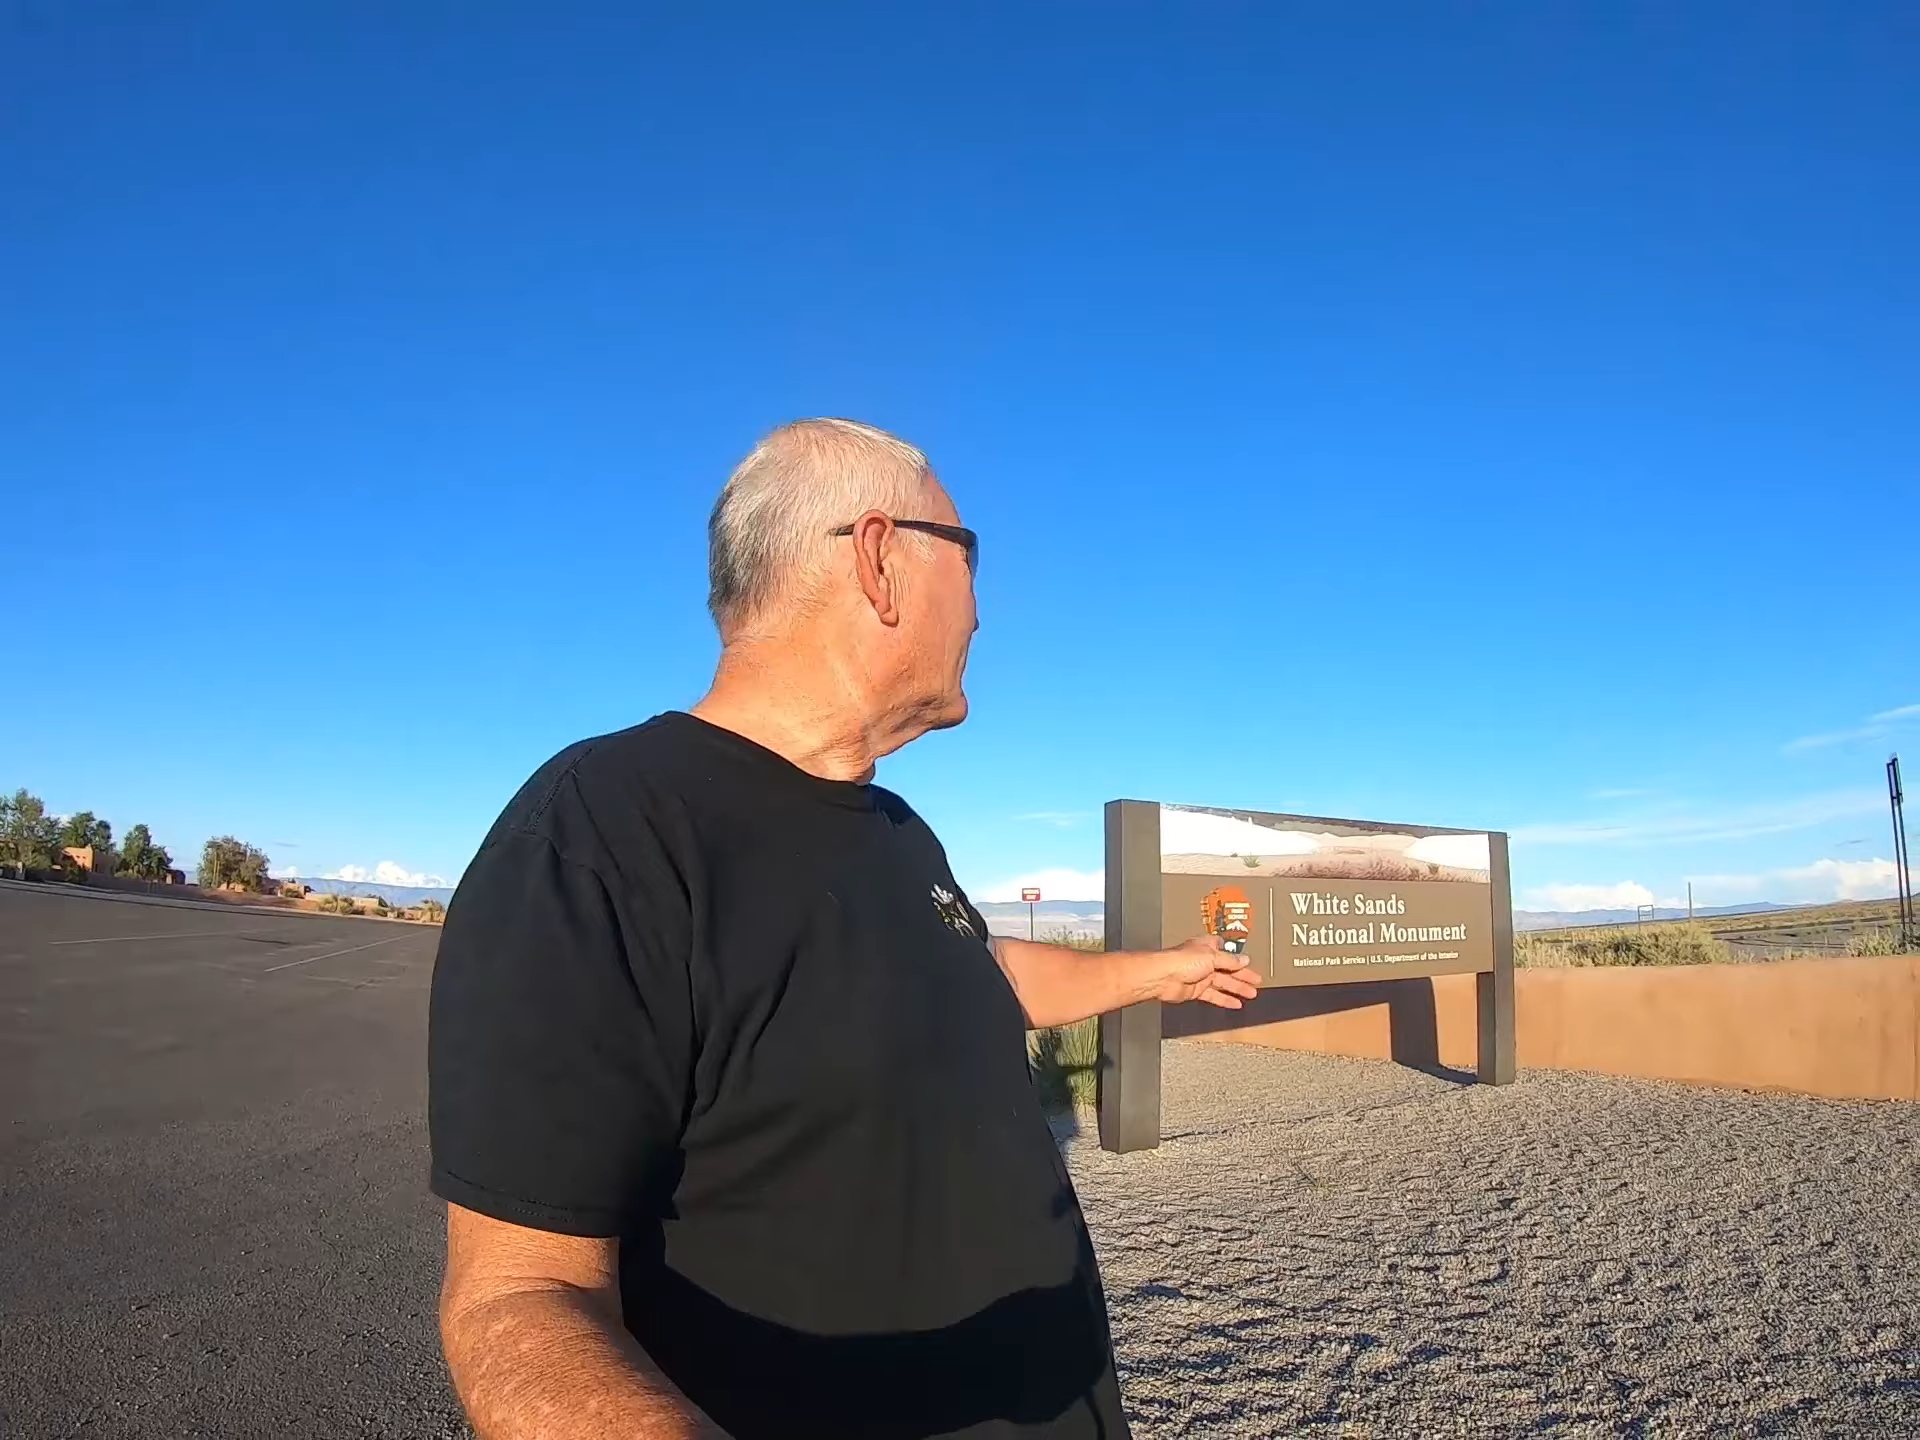 White Sands
National Monument
National Park Service | U.S. Department of the Interior